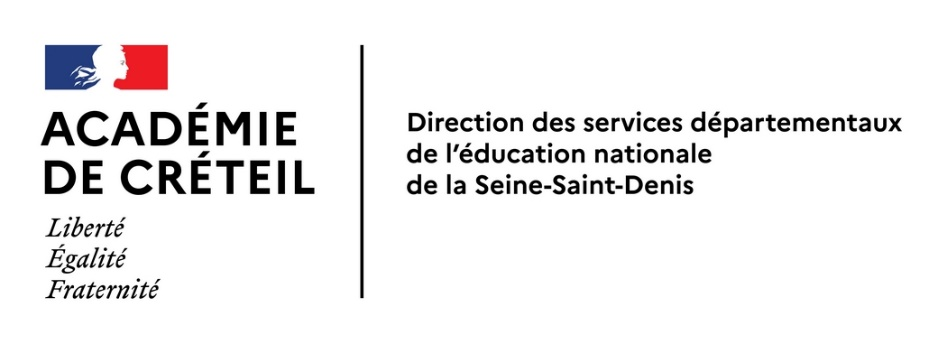 ACADÉMIE
DE CRÉTEIL
Liberté
Égalité
Fraternité
Direction des services départementaux
de l’éducation nationale
de la Seine-Saint-Denis